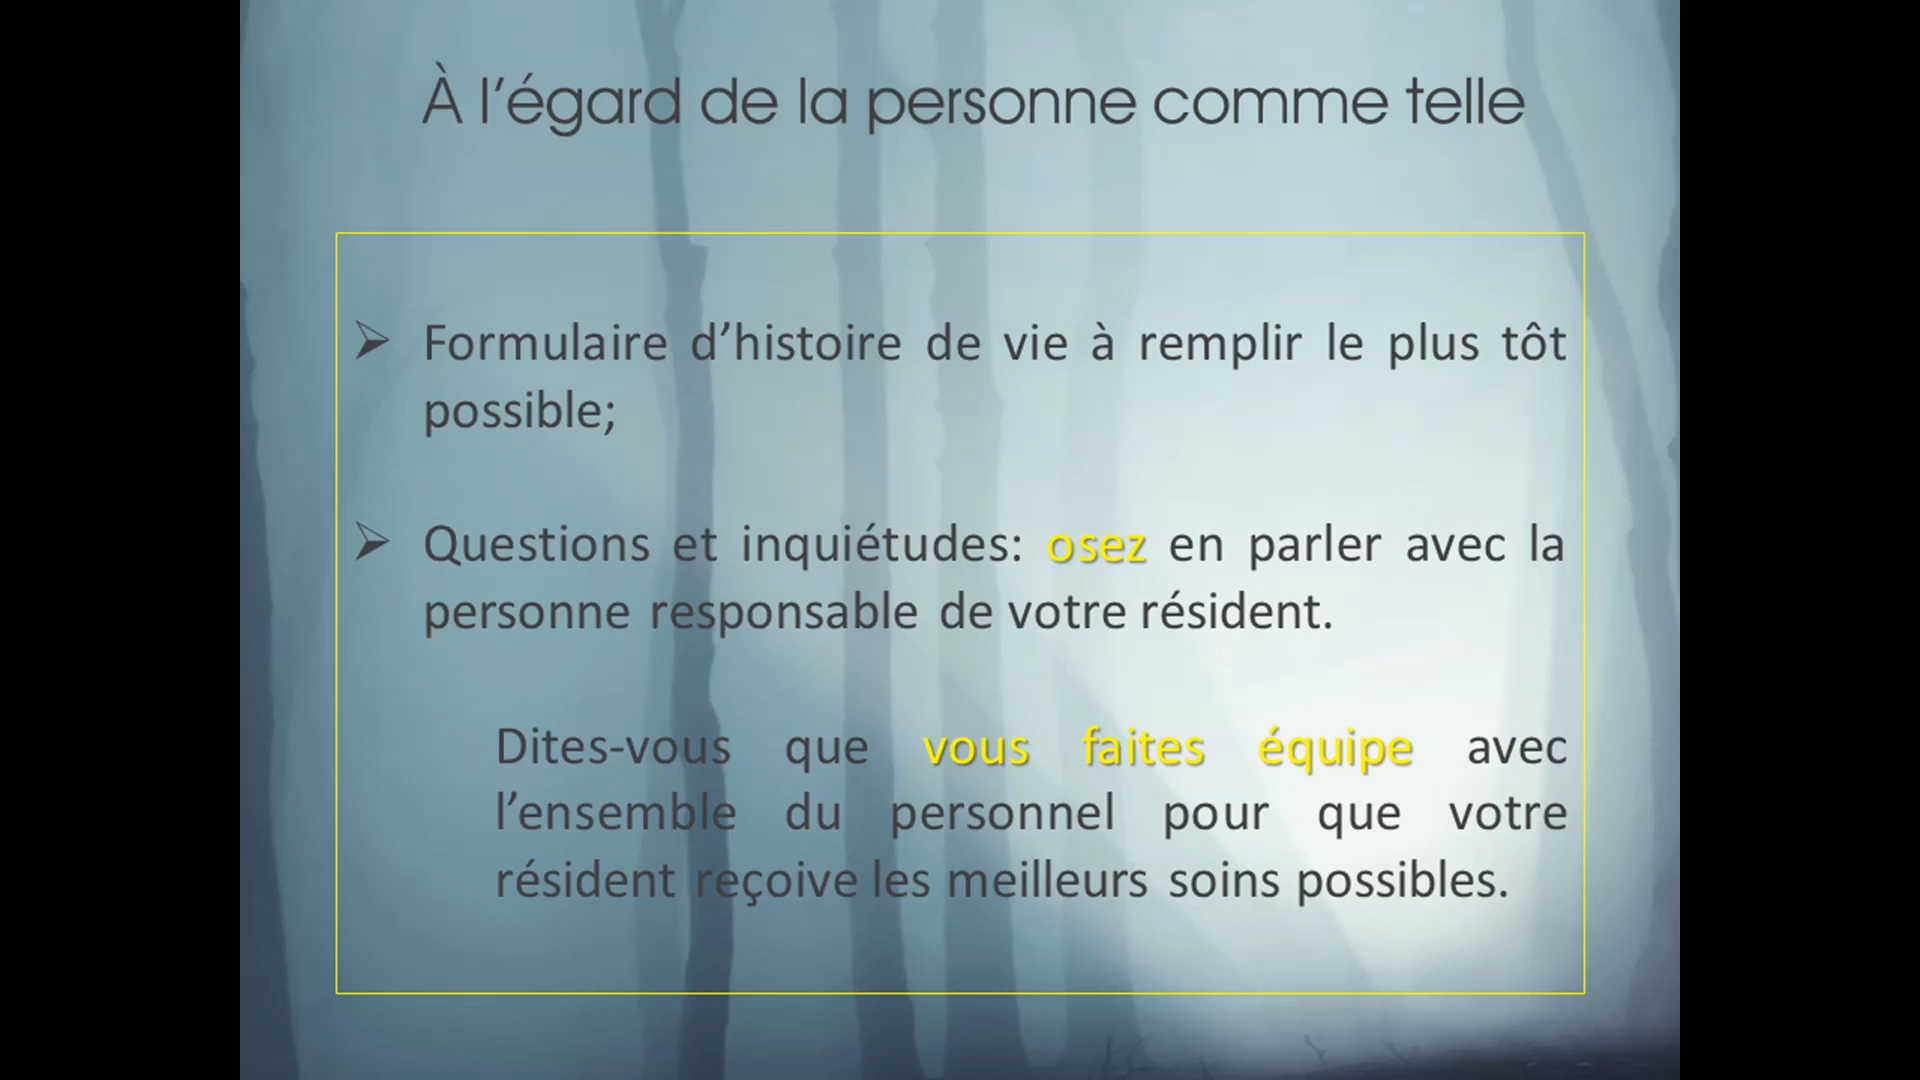 À l’égard de la personne comme telle
Formulaire d’histoire de vie à remplir le plus tôt
possible;
Questions et inquiétudes: osez en parler avec la
personne responsable de votre résident.
Dites-vous que vous faites équipe avec
l’ensemble du personnel pour que votre
résident reçoive les meilleurs soins possibles.